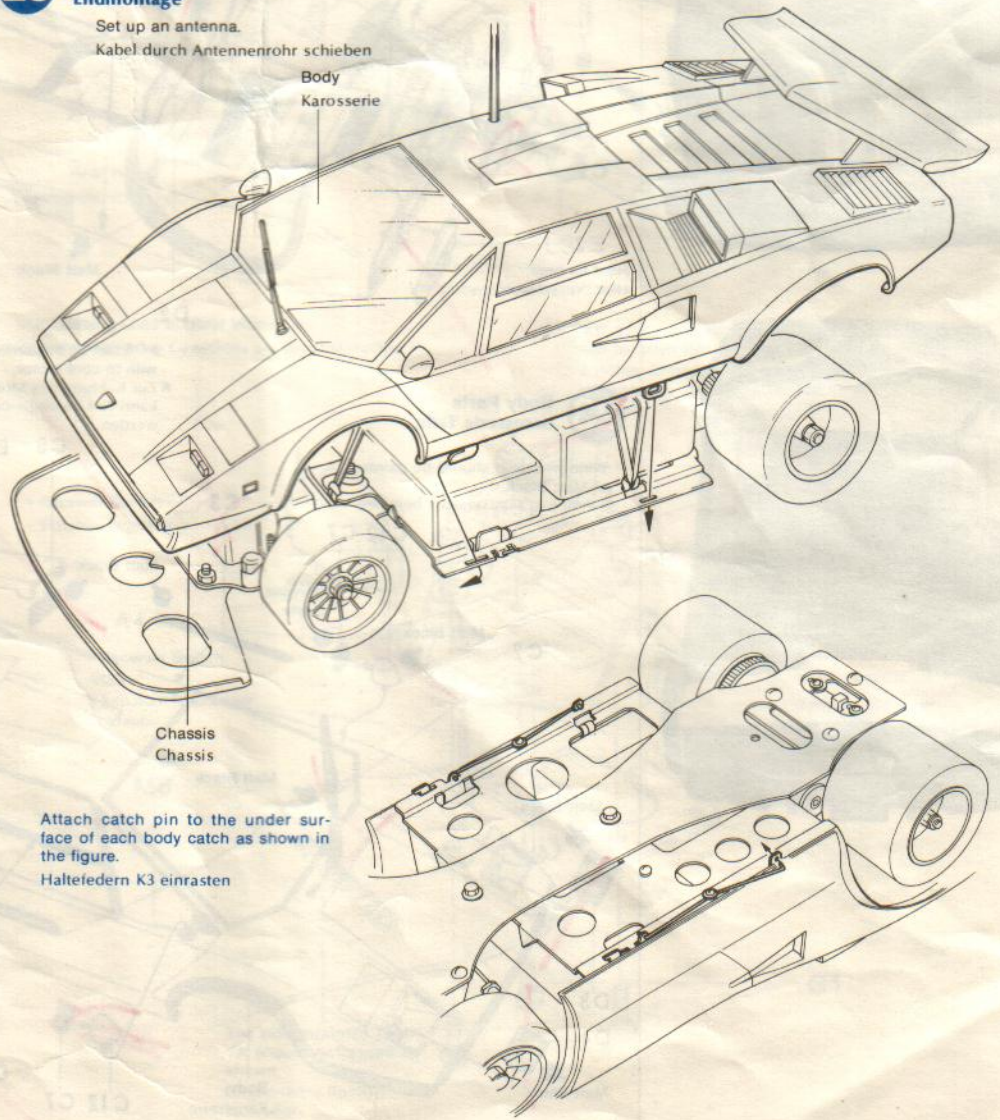 Endmontage
Set up an antenna.
Kabel durch Antennenrohr schieben
Body
Karosserie
Chassis
Chassis
Attach catch pin to the under sur-
face of each body catch as shown in
the figure.
Haltefedern K3 einrasten